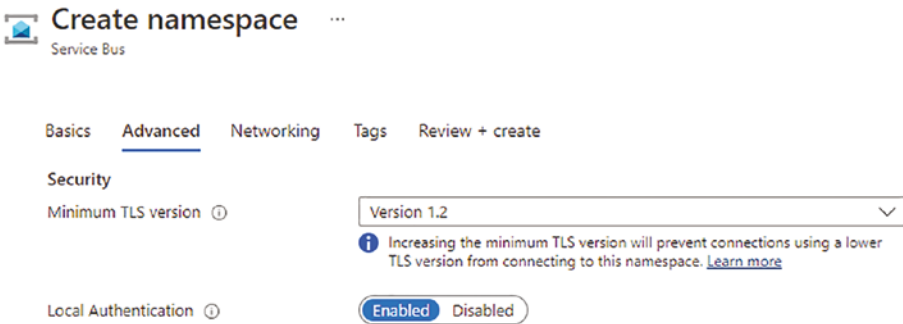 Create namespace ...
Service Bus
Basics Advanced Networking Tags Review + create
Security
Minimum TLS version
Version 1.2
Increasing the minimum TLS version will prevent connections using a lower
TLS version from connecting to this namespace. Learn more
Local Authentication
Enabled Disabled